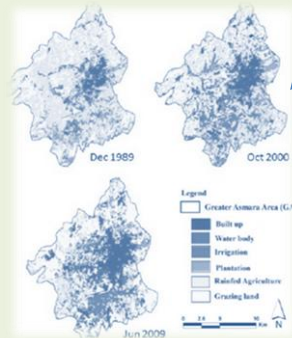 Dec 1989
Oct 2000
Jun 2009
Legend
Greater Asmara Area (GA
Built up
Water body
Irrigation
Plantation
Rainfed Agriculture
Grazing land
N